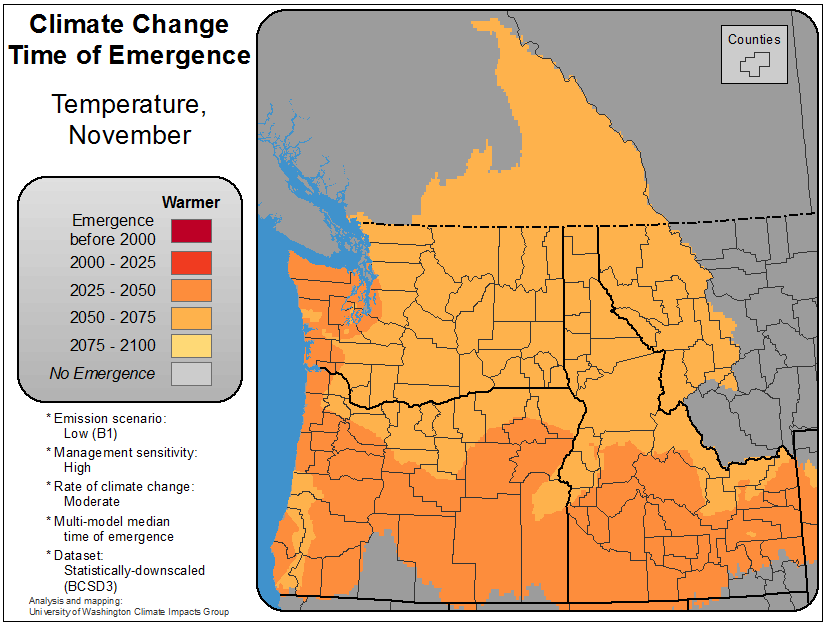 Climate Change
Time of Emergence
Temperature,
November
Warmer
Emergence
before 2000
2000 - 2025
2025 - 2050
2050 - 2075
2075 - 2100
No Emergence
* Emission scenario:
Low (B1)
* Management sensitivity:
High
* Rate of climate change:
Moderate
* Multi-model median
time of emergence
* Dataset:
Statistically-downscaled
(BCSD3)
Analysis and mapping:
University of Washington Climate Impacts Group
Counties